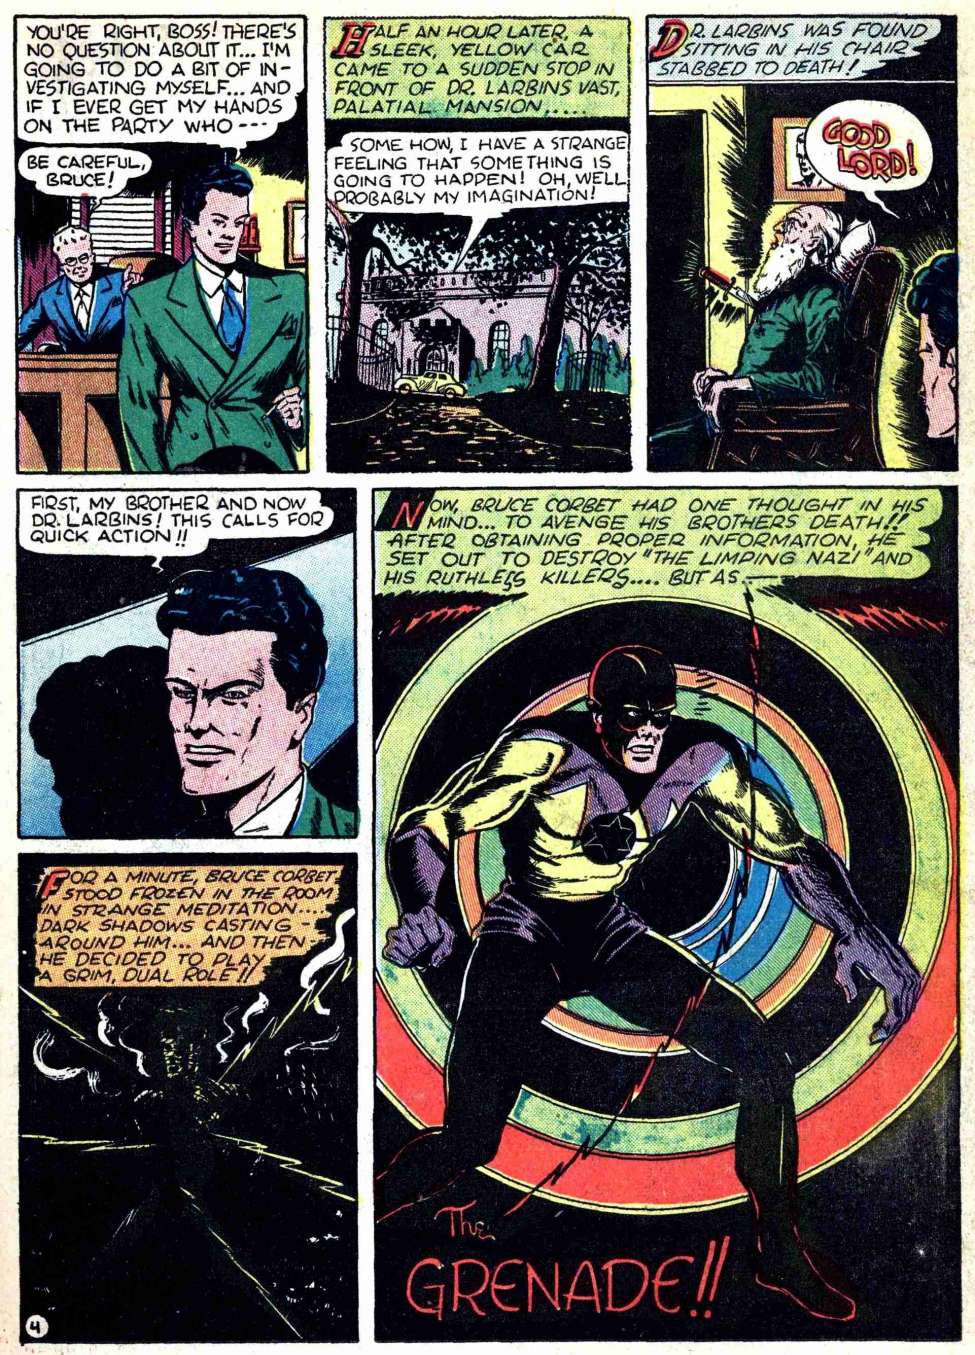 YOU'RE RIGHT, BOSS! THERE'S
NO QUESTION ABOUT IT... I'M
GOING TO DO A BIT OF IN-
VESTIGATING MYSELF... AND
IF I EVER GET MY HANDS
ON THE PARTY WHO ---
BE CAREFUL,
BRUCE!
HALF AN HOUR LATER, A
SLEEK, YELLOW CAR
CAME TO A SUDDEN STOP IN
FRONT OF DR. LARBINS VAST,
PALATIAL MANSION,.....
SOME HOW, I HAVE A STRANGE
FEELING THAT SOMETHING IS
GOING TO HAPPEN! OH, WELL,
PROBABLY MY IMAGINATION!
DR. LARBINS WAS FOUND
SITTING IN HIS CHAIR
STABBED TO DEATH!
GOOD
LORD!
FIRST, MY BROTHER AND NOW
DR. LARBINS! THIS CALLS FOR
QUICK ACTION!!
FOR A MINUTE, BRUCE CORBET
STOOD FROZEN IN THE ROOM
IN STRANGE MEDITATION....
DARK SHADOWS CASTING
AROUND HIM... AND THEN
HE DECIDED TO PLAY
A GRIM, DUAL ROLE!!
NOW, BRUCE CORBET HAD ONE THOUGHT IN HIS
MIND... TO AVENGE HIS BROTHERS DEATH!!
AFTER OBTAINING PROPER INFORMATION, HE
SET OUT TO DESTROY "THE LIMPING NAZI," AND
HIS RUTHLESS KILLERS.... BUT AS —
The
GRENADE!!
4